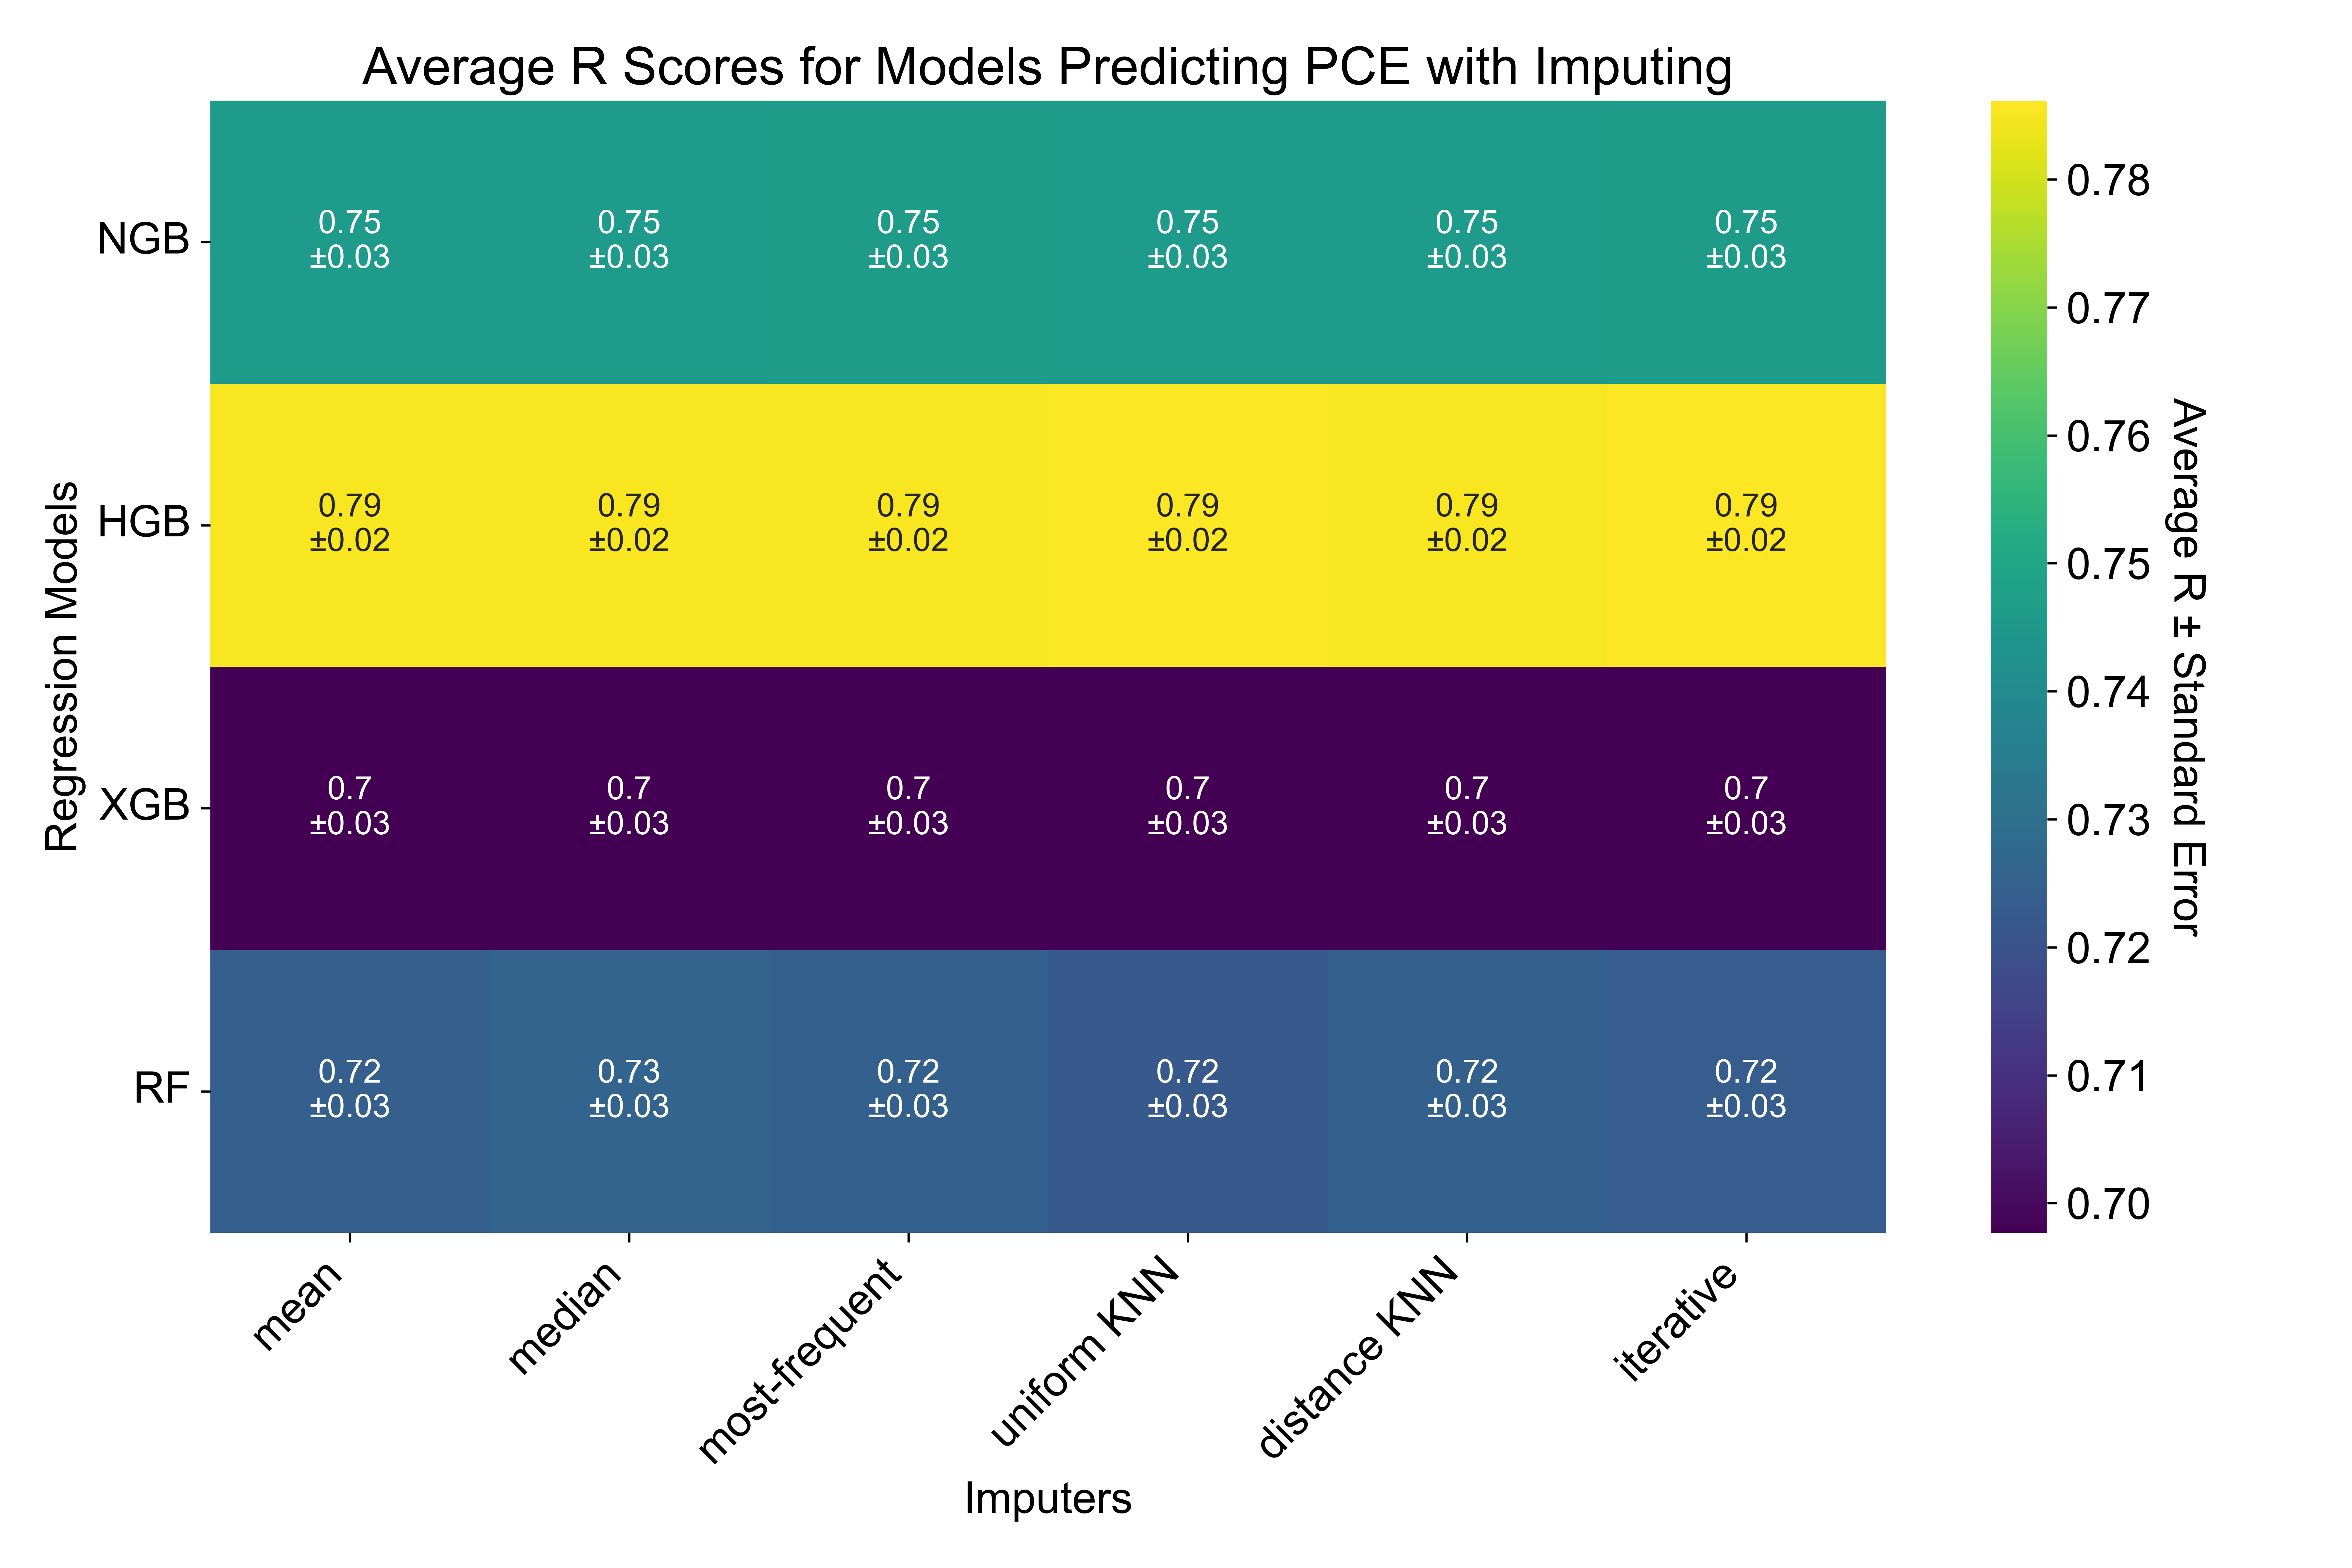 Average R Scores for Models Predicting PCE with Imputing
Regression Models
NGB
0.75 0.75 0.75 0.75 0.75 0.75
±0.03 ±0.03 ±0.03 ±0.03 ±0.03 ±0.03
HGB
0.79 0.79 0.79 0.79 0.79 0.79
±0.02 ±0.02 ±0.02 ±0.02 ±0.02 ±0.02
XGB
0.7 0.7 0.7 0.7 0.7 0.7
±0.03 ±0.03 ±0.03 ±0.03 ±0.03 ±0.03
RF
0.72 0.73 0.72 0.72 0.72 0.72
±0.03 ±0.03 ±0.03 ±0.03 ±0.03 ±0.03
mean
median
most-frequent
uniform KNN
distance KNN
iterative
Imputers
0.78
0.77
0.76
0.75
0.74
0.73
0.72
0.71
0.70
Average R ± Standard Error